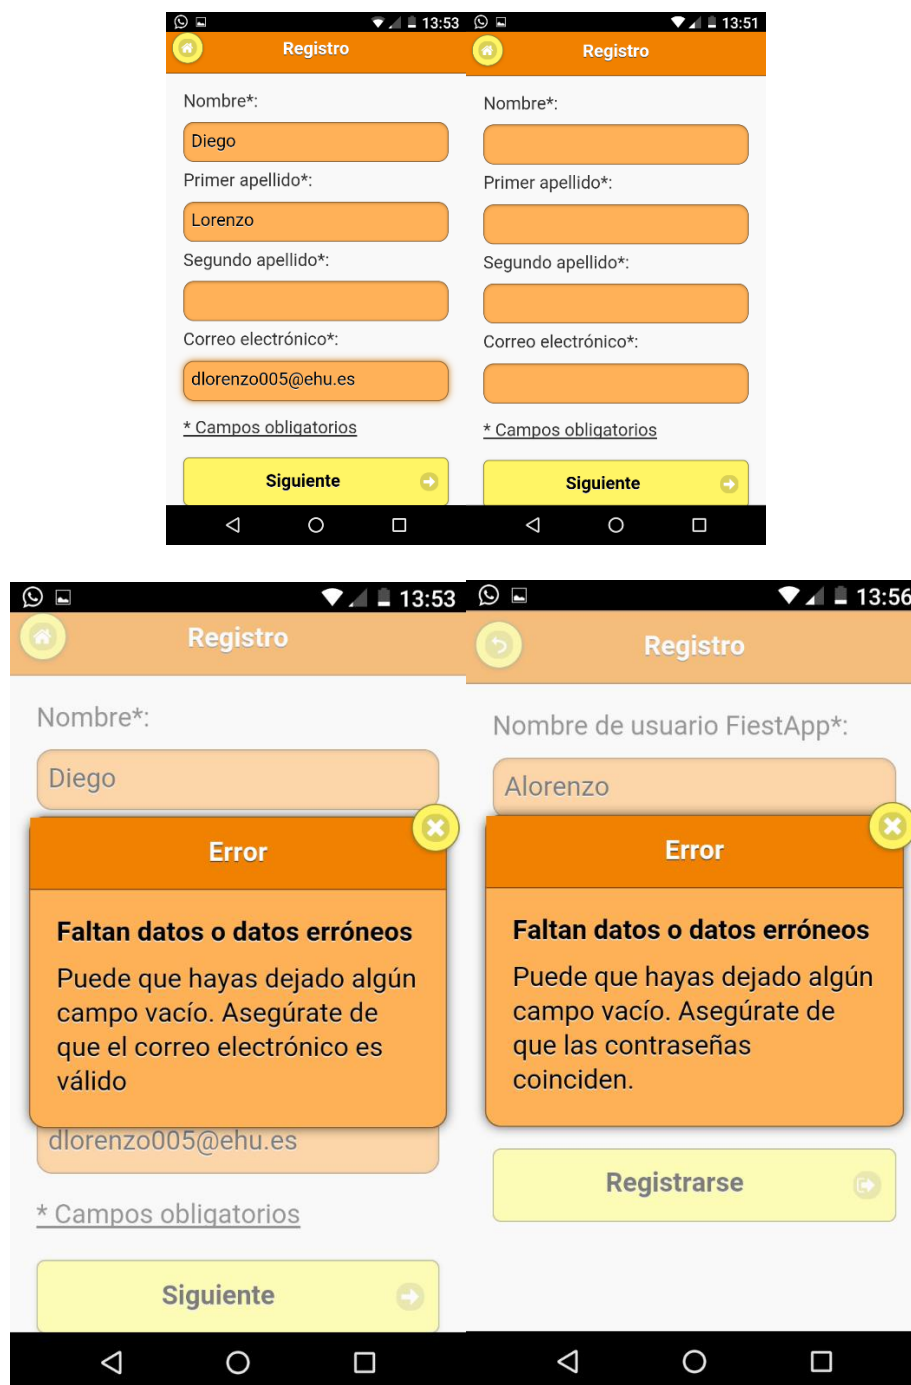 13:53
Registro
Nombre*:
Diego
Primer apellido*:
Lorenzo
Segundo apellido*:
Correo electrónico*:
dlorenzo005@ehu.es
* Campos obligatorios
Siguiente
13:51
Registro
Nombre*:
Primer apellido*:
Segundo apellido*:
Correo electrónico*:
* Campos obligatorios
Siguiente
13:53
Registro
Nombre*:
Diego
Error
Faltan datos o datos erróneos
Puede que hayas dejado algún
campo vacío. Asegúrate de
que el correo electrónico es
válido
dlorenzo005@ehu.es
* Campos obligatorios
Siguiente
13:56
Registro
Nombre de usuario FiestApp*:
Alorenzo
Error
Faltan datos o datos erróneos
Puede que hayas dejado algún
campo vacío. Asegúrate de
que las contraseñas
coinciden.
Registrarse